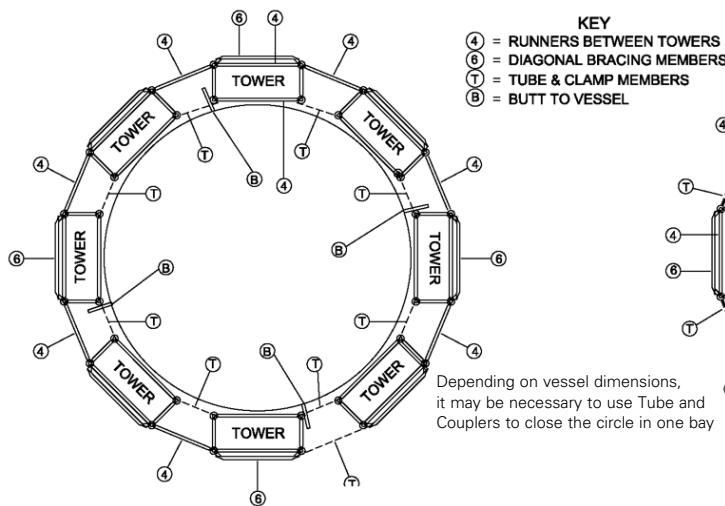 KEY
4 = RUNNERS BETWEEN TOWERS
6 = DIAGONAL BRACING MEMBERS
T = TUBE & CLAMP MEMBERS
B = BUTT TO VESSEL
6
4
4
4
TOWER
TOWER
TOWER
T
T
B
4
4
4
4
T
T
T
B
4
6
TOWER
TOWER
6
6
B
T
T
T
4
4
T
B
T
TOWER
TOWER
TOWER
Depending on vessel dimensions,
it may be necessary to use Tube and
Couplers to close the circle in one bay
4
T
6